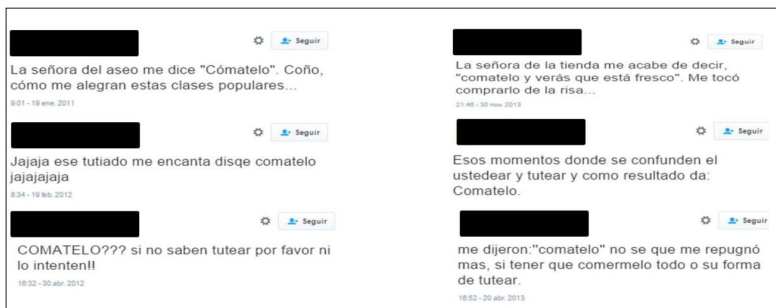 Seguir
La señora del aseo me dice "Cómatelo". Coño,
cómo me alegran estas clases populares...
9:01 - 19 ene. 2011
Seguir
Jajaja ese tutiado me encanta disqe comatelo
jajajajaja
8:34 - 19 feb. 2012
Seguir
COMATELO??? si no saben tutear por favor ni
lo intenten!!
18:32 - 30 abr. 2012
Seguir
La señora de la tienda me acabe de decir,
"comatelo y verás que está fresco". Me tocó
comprarlo de la risa...
21:46 - 30 nov. 2013
Seguir
Esos momentos donde se confunden el
ustedear y tutear y como resultado da:
Comatelo.
Seguir
me dijeron:"comatelo" no se que me repugnó
mas, si tener que comermelo todo o su forma
de tutear.
18:52 - 20 abr. 2013